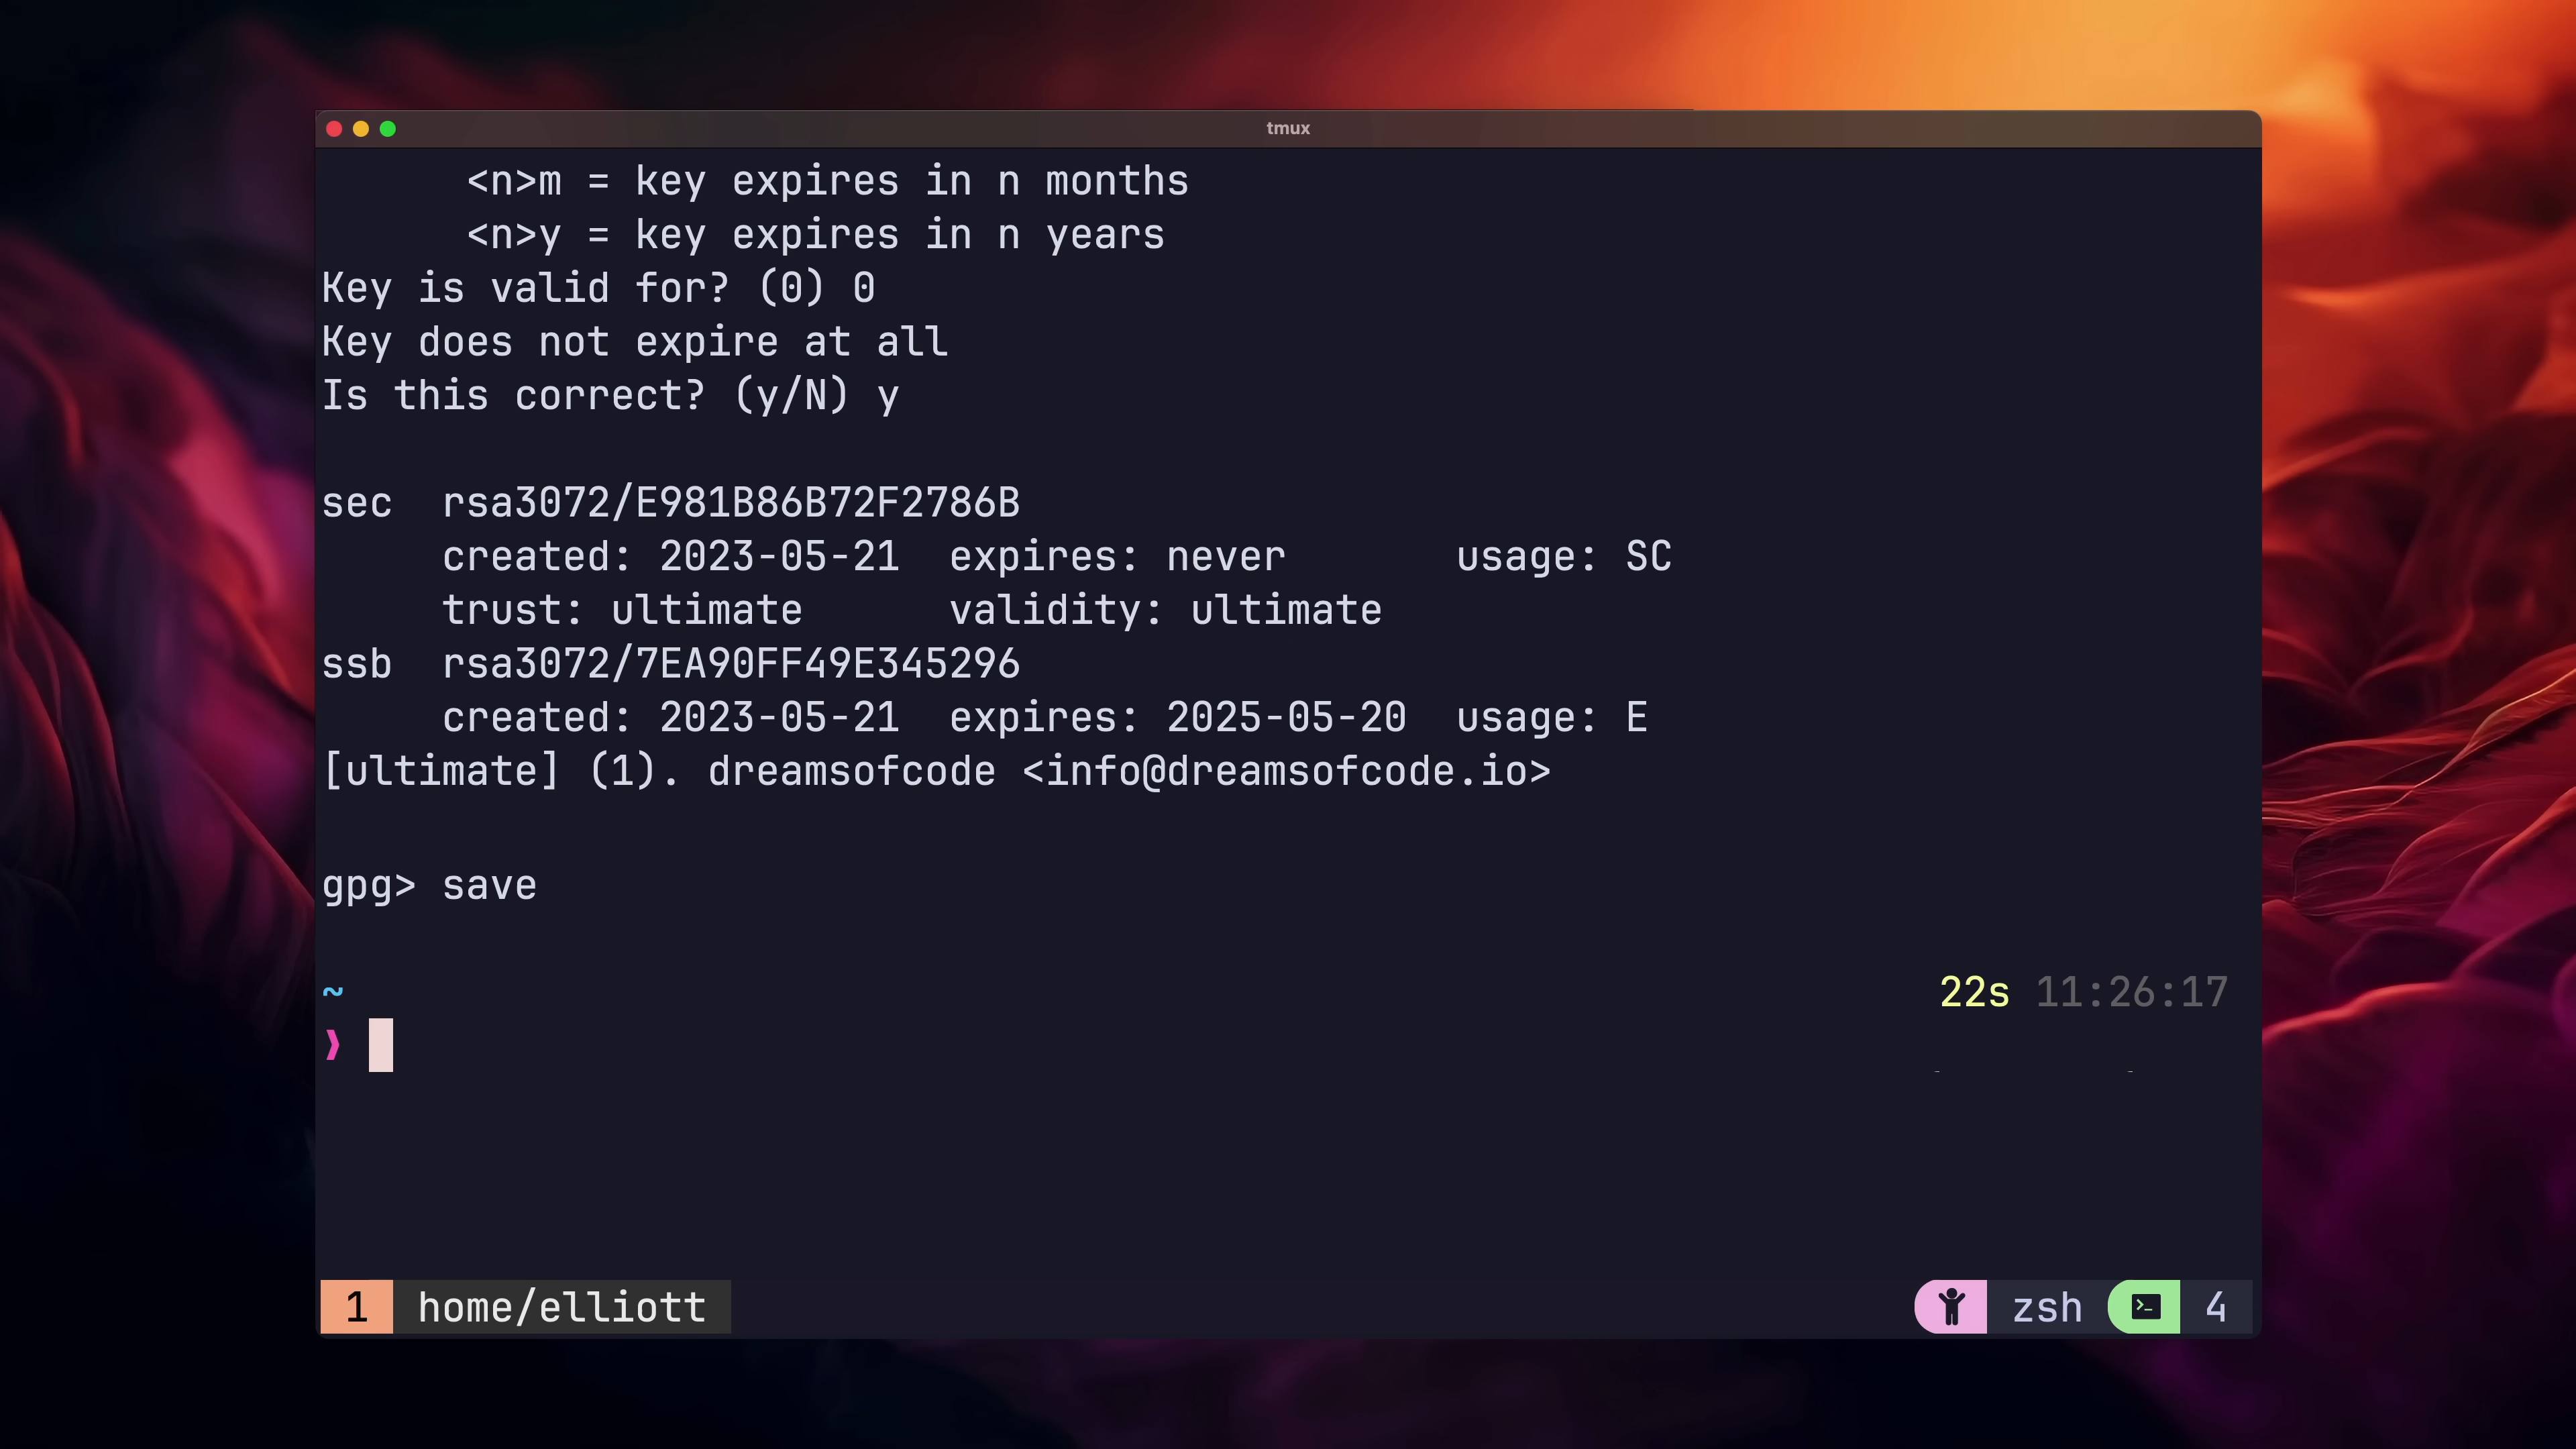 tmux
<n>m = key expires in n months
<n>y = key expires in n years
Key is valid for? (0) 0
Key does not expire at all
Is this correct? (y/N) y
sec  rsa3072/E981B86B72F2786B
created: 2023-05-21  expires: never       usage: SC
trust: ultimate      validity: ultimate
ssb  rsa3072/7EA90FF49E345296
created: 2023-05-21  expires: 2025-05-20  usage: E
[ultimate] (1). dreamsofcode <info@dreamsofcode.io>
gpg> save
~ 22s 11:26:17
❯
1 home/elliott zsh 4